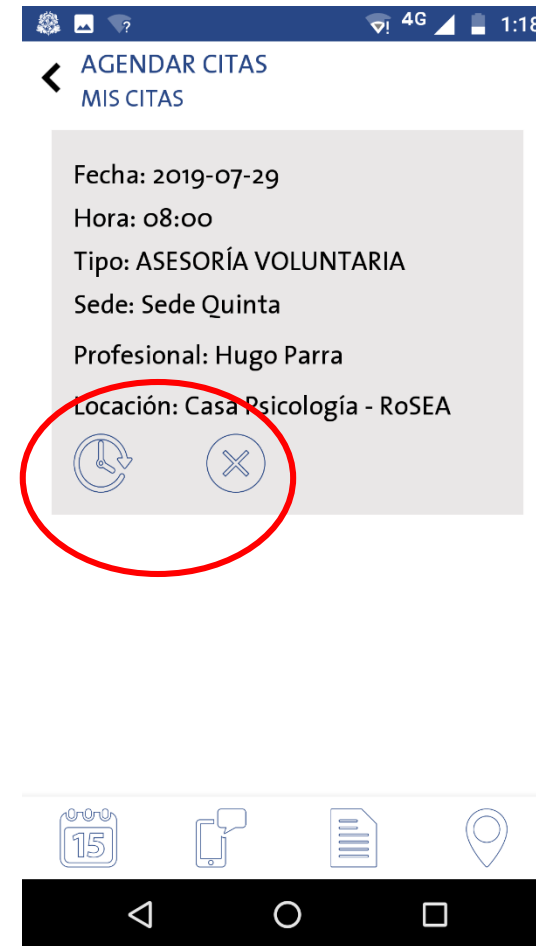 4G 1:18
AGENDAR CITAS
MIS CITAS
Fecha: 2019-07-29
Hora: 08:00
Tipo: ASESORÍA VOLUNTARIA
Sede: Sede Quinta
Profesional: Hugo Parra
Locación: Casa Psicología - RoSEA
15